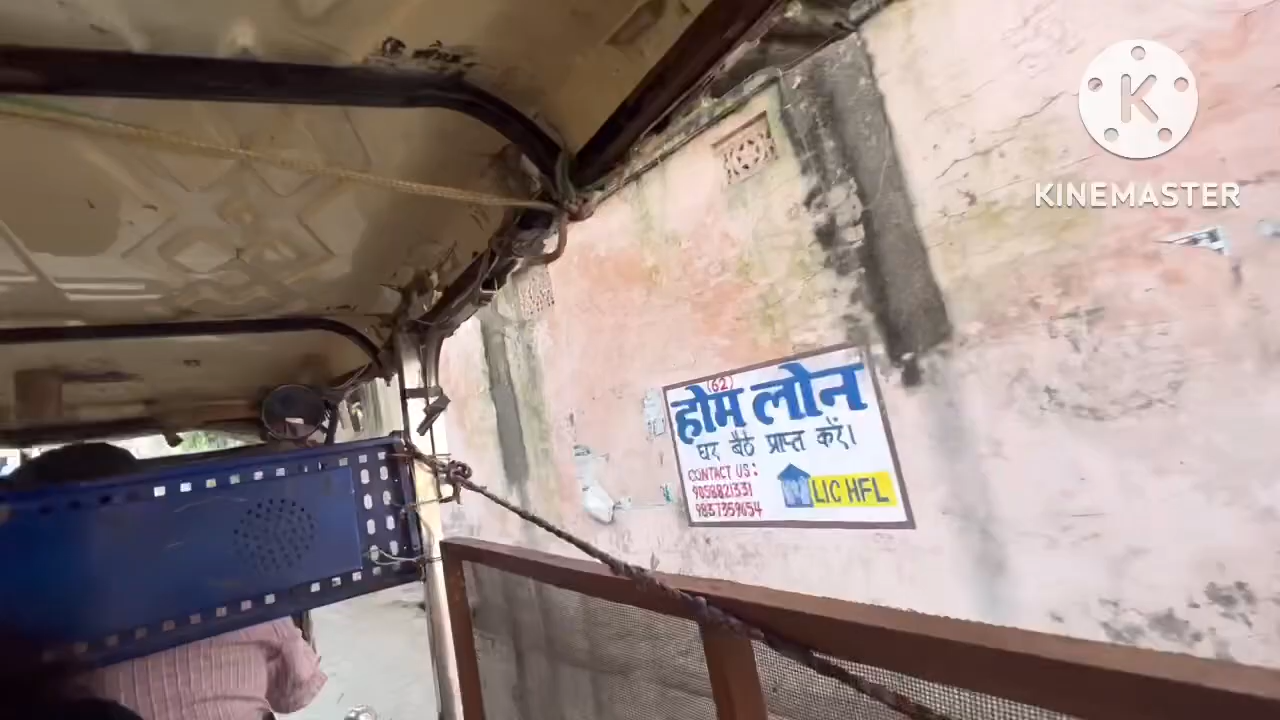 (62)
होम लोन
घर बैठे प्राप्त करें।
CONTACT US:
9058821331
9837359654
LIC HFL
K
KINEMASTER